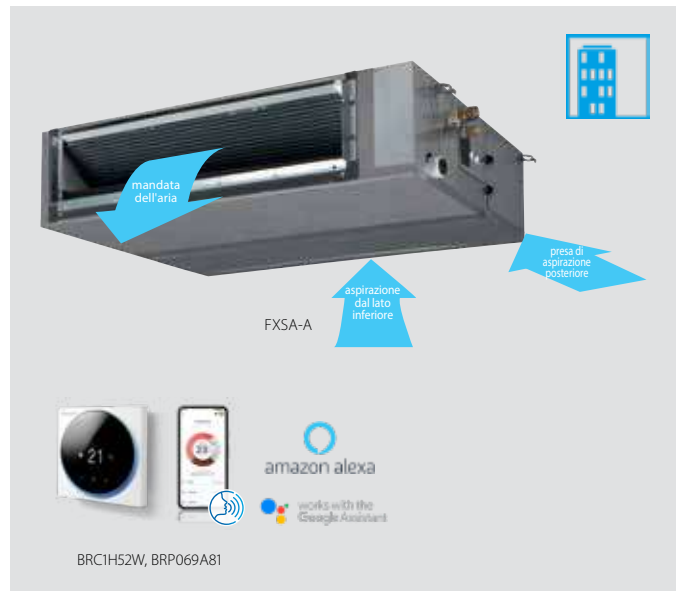 mandata
dell'aria
presa di
aspirazione
posteriore
aspirazione
dal lato
inferiore
FXSA-A
21
amazon alexa
works with the
Google Assistant
BRC1H52W, BRP069A81